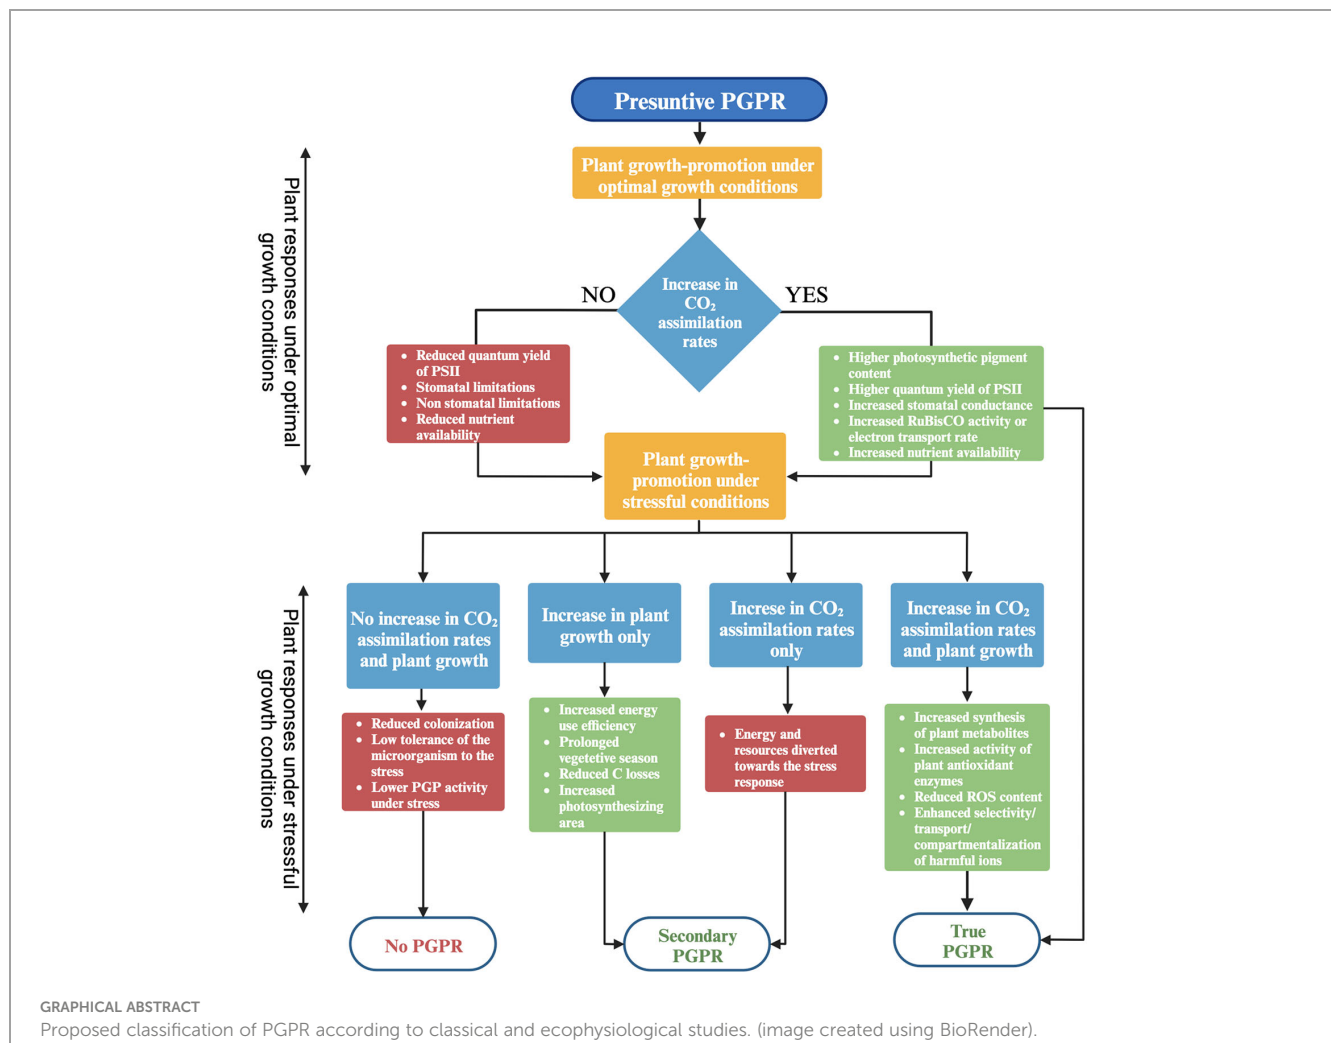 Presuntive PGPR
Plant growth-promotion under
optimal growth conditions
Plant responses under optimal
growth conditions
Increase in
CO₂
assimilation
rates
NO
YES
• Reduced quantum yield
of PSII
• Stomatal limitations
• Non stomatal limitations
• Reduced nutrient
availability
• Higher photosynthetic pigment
content
• Higher quantum yield of PSII
• Increased stomatal conductance
• Increased RuBisCO activity or
electron transport rate
• Increased nutrient availability
Plant growth-
promotion under
stressful conditions
Plant responses under stressful
growth conditions
No increase in CO₂
assimilation rates
and plant growth
Increase in plant
growth only
Increse in CO₂
assimilation rates
only
Increase in CO₂
assimilation rates
and plant growth
• Reduced colonization
• Low tolerance of the
microorganism to the
stress
• Lower PGP activity
under stress
• Increased energy
use efficiency
• Prolonged
vegetetive season
• Reduced C losses
• Increased
photosynthesizing
area
• Energy and
resources diverted
towards the stress
response
• Increased synthesis
of plant metabolites
• Increased activity of
plant antioxidant
enzymes
• Reduced ROS content
• Enhanced selectivity/
transport/
compartmentalization
of harmful ions
No PGPR
Secondary
PGPR
True
PGPR
GRAPHICAL ABSTRACT
Proposed classification of PGPR according to classical and ecophysiological studies. (image created using BioRender).